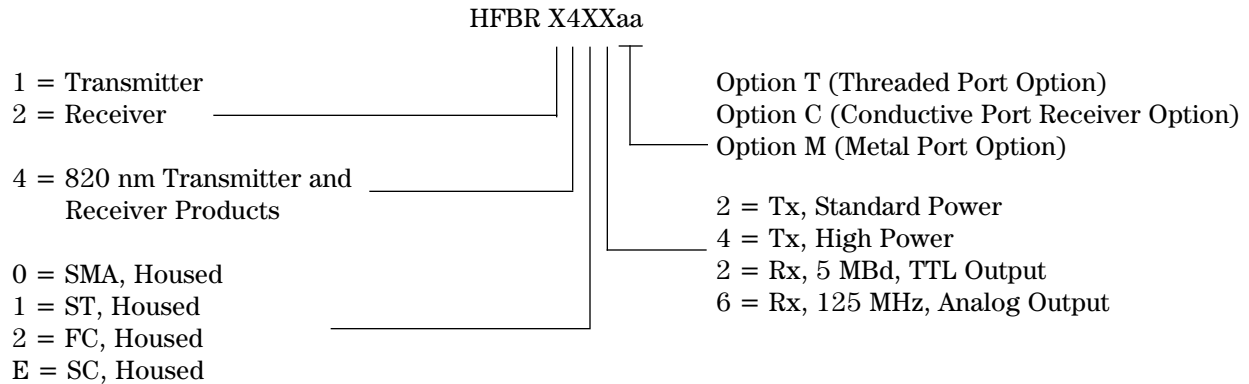 HFBR X4XXaa
1 = Transmitter
2 = Receiver
4 = 820 nm Transmitter and
Receiver Products
0 = SMA, Housed
1 = ST, Housed
2 = FC, Housed
E = SC, Housed
Option T (Threaded Port Option)
Option C (Conductive Port Receiver Option)
Option M (Metal Port Option)
2 = Tx, Standard Power
4 = Tx, High Power
2 = Rx, 5 MBd, TTL Output
6 = Rx, 125 MHz, Analog Output